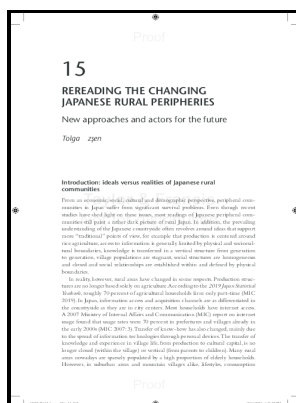 Proof
15
REREADING THE CHANGING
JAPANESE RURAL PERIPHERIES
New approaches and actors for the future
Tolga zşen
Introduction: ideals versus realities of Japanese rural
communities
From an economic, social, cultural and demographic perspective, peripheral com-
munities in Japan suffer from significant survival problems. Even though recent
studies have shed light on these issues, most readings of Japanese peripheral com-
munities still paint a rather dark picture of rural Japan. In addition, the prevailing
understanding of the Japanese countryside often revolves around ideas that support
more "traditional" points of view, for example that production is centered around
rice agriculture, access to information is generally limited by physical and sociocul-
tural boundaries, knowledge is transferred in a vertical structure from generation
to generation, village populations are stagnant, social structures are homogeneous
and closed and social relationships are established within and defined by physical
boundaries.
In reality, however, rural areas have changed in some respects. Production struc-
tures are no longer based solely on agriculture. According to the 2019 Japan Statistical
Yearbook, roughly 70 percent of agricultural households farm only part-time (MIC
2019). In Japan, information access and acquisition channels are as differentiated in
the countryside as they are in city centers. Most households have internet access.
A 2007 Ministry of Internal Affairs and Communication (MIC) report on internet
usage found that usage rates were 70 percent in prefectures and villages already in
the early 2000s (MIC 2007: 3). Transfer of know-how has also changed, mainly due
to the spread of information technologies through personal devices. The transfer of
knowledge and experience in village life, from production to cultural capital, is no
longer closed (within the village) or vertical (from parents to children). Many rural
areas nowadays are sparsely populated by a high proportion of elderly households.
However, in suburban areas and mountain villages alike, lifestyles, consumption
Proof